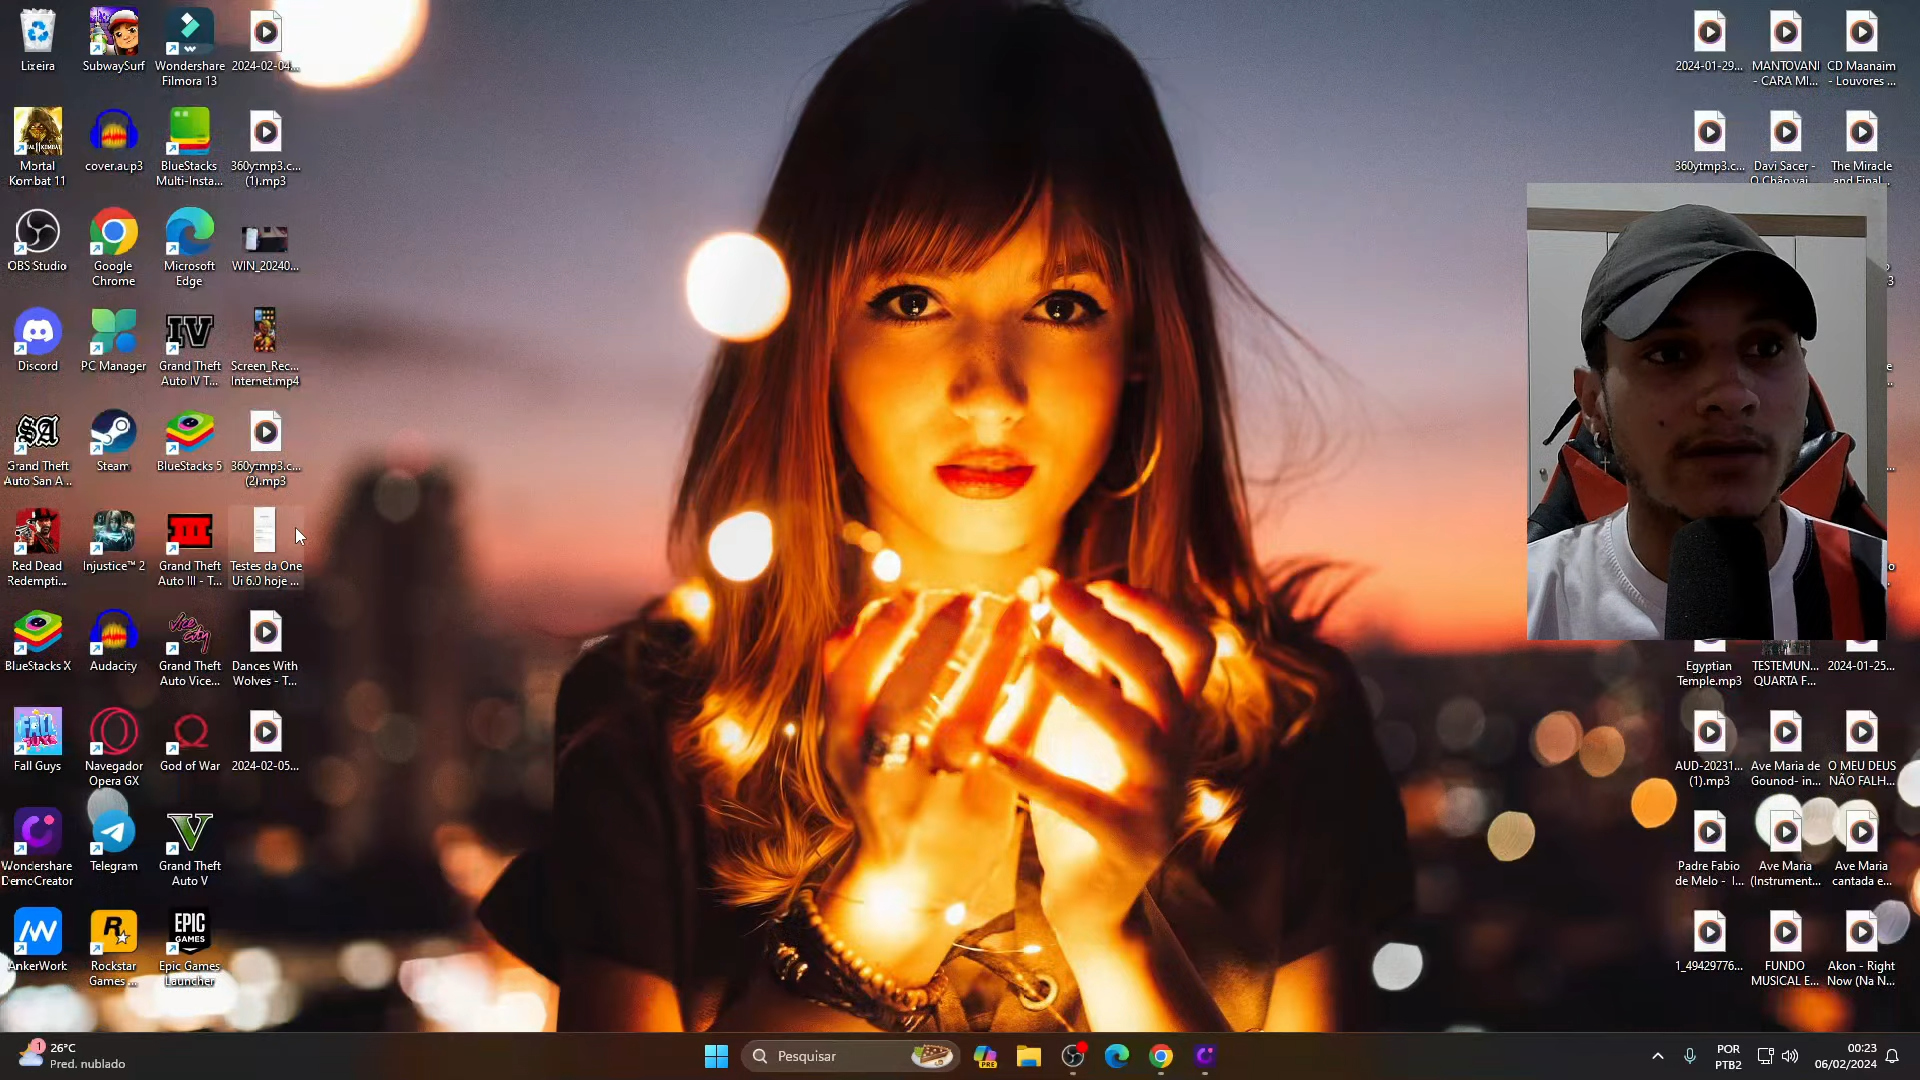 Lixeira
SubwaySurf
Wondershare
Filmora 13
2024-02-04...
Mortal
Kombat 11
cover.aup3
BlueStacks
Multi-Insta...
360ytmp3.c...
(1).mp3
OBS Studio
Google
Chrome
Microsoft
Edge
WIN_20240...
Discord
PC Manager
Grand Theft
Auto IV T...
Screen_Rec...
Internet.mp4
Grand Theft
Auto San A...
Steam
BlueStacks 5
360ytmp3.c...
(2).mp3
Red Dead
Redempti...
Injustice™ 2
Grand Theft
Auto III - T...
Testes da One
Ui 6.0 hoje ...
BlueStacks X
Audacity
Grand Theft
Auto Vice...
Dances With
Wolves - T...
Fall Guys
Navegador
Opera GX
God of War
2024-02-05...
Wondershare
DemoCreator
Telegram
Grand Theft
Auto V
AnkerWork
Rockstar
Games ...
EPIC
GAMES
Epic Games
Launcher
2024-01-29...
MANTOVANI
- CARA MI...
CD Maanaim
- Louvores ...
360ytmp3.c...
Davi Sacer -
O Chão vai
The Miracle
and Final...
Egyptian
Temple.mp3
TESTEMUN...
QUARTA F...
2024-01-25...
AUD-20231...
(1).mp3
Ave Maria de
Gounod- in...
O MEU DEUS
NÃO FALH...
Padre Fabio
de Melo - I...
Ave Maria
(Instrument...
Ave Maria
cantada e...
1_49429776...
FUNDO
MUSICAL E...
Akon - Right
Now (Na N...
1
26°C
Pred. nublado
Pesquisar
PRE
POR
PTB2
00:23
06/02/2024